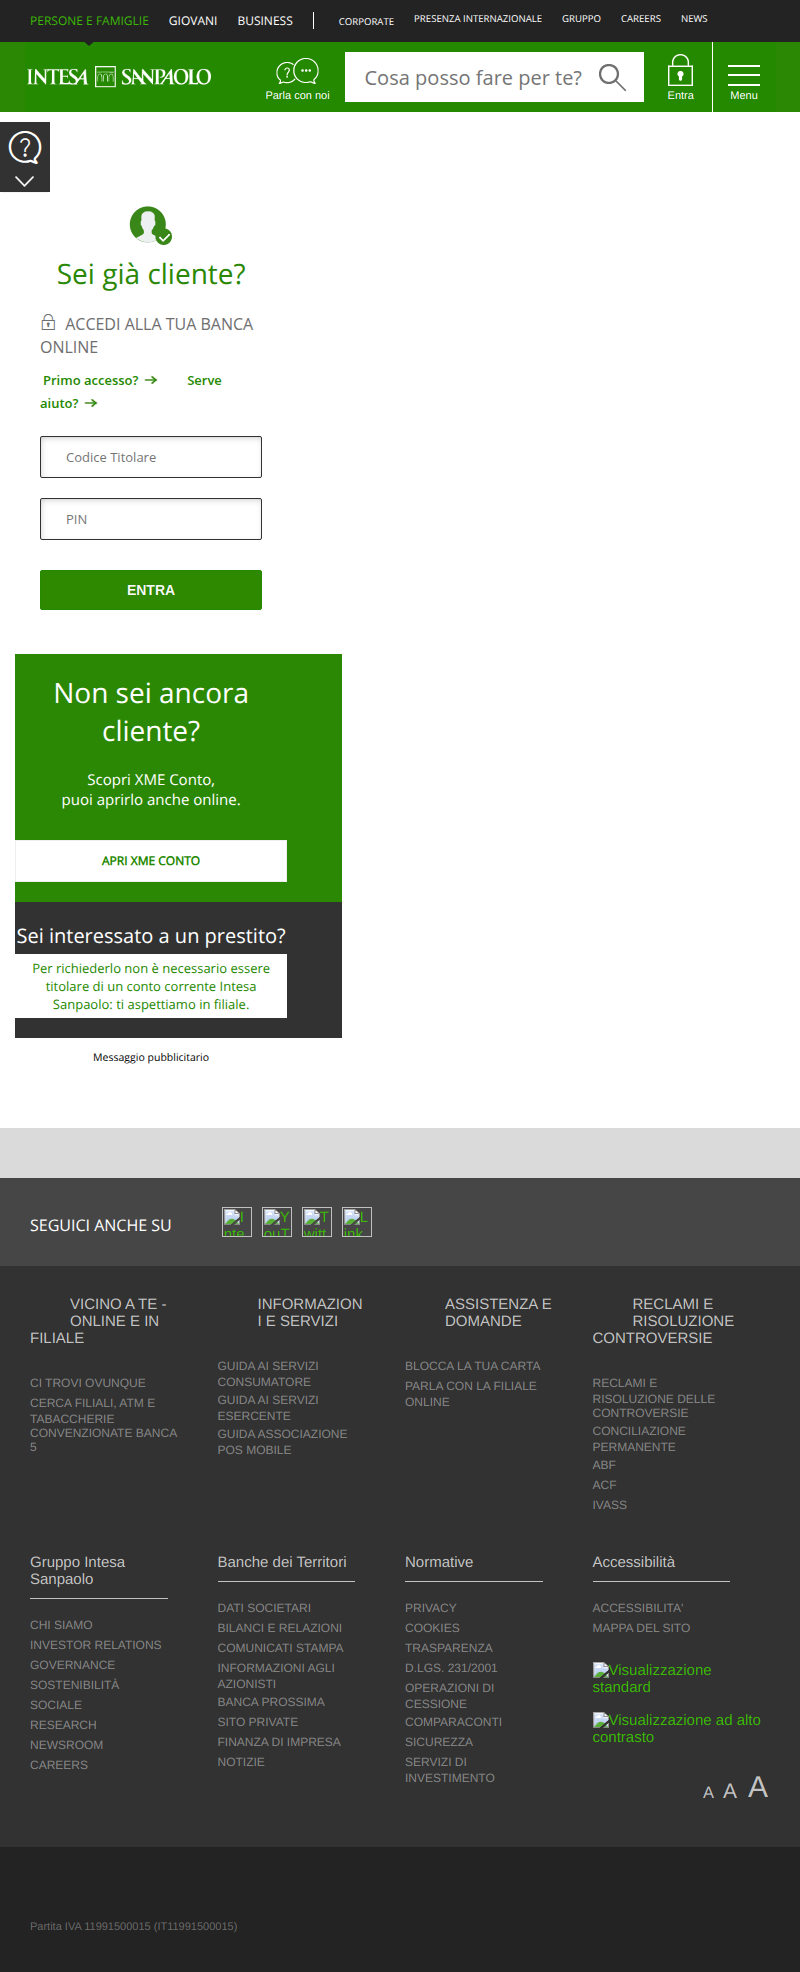 PERSONE E FAMIGLIE GIOVANI BUSINESS CORPORATE PRESENZA INTERNAZIONALE GRUPPO CAREERS NEWS
INTESA SANPAOLO
Parla con noi
Cosa posso fare per te?
Entra
Menu
Sei già cliente?
ACCEDI ALLA TUA BANCA
ONLINE
Primo accesso? Serve
aiuto?
Codice Titolare
PIN
ENTRA
Non sei ancora
cliente?
Scopri XME Conto,
puoi aprirlo anche online.
APRI XME CONTO
Sei interessato a un prestito?
Per richiederlo non è necessario essere
titolare di un conto corrente Intesa
Sanpaolo: ti aspettiamo in filiale.
Messaggio pubblicitario
SEGUICI ANCHE SU
VICINO A TE -
ONLINE E IN
FILIALE
CI TROVI OVUNQUE
CERCA FILIALI, ATM E
TABACCHERIE
CONVENZIONATE BANCA
5
INFORMAZION
I E SERVIZI
GUIDA AI SERVIZI
CONSUMATORE
GUIDA AI SERVIZI
ESERCENTE
GUIDA ASSOCIAZIONE
POS MOBILE
ASSISTENZA E
DOMANDE
BLOCCA LA TUA CARTA
PARLA CON LA FILIALE
ONLINE
RECLAMI E
RISOLUZIONE
CONTROVERSIE
RECLAMI E
RISOLUZIONE DELLE
CONTROVERSIE
CONCILIAZIONE
PERMANENTE
ABF
ACF
IVASS
Gruppo Intesa
Sanpaolo
CHI SIAMO
INVESTOR RELATIONS
GOVERNANCE
SOSTENIBILITÀ
SOCIALE
RESEARCH
NEWSROOM
CAREERS
Banche dei Territori
DATI SOCIETARI
BILANCI E RELAZIONI
COMUNICATI STAMPA
INFORMAZIONI AGLI
AZIONISTI
BANCA PROSSIMA
SITO PRIVATE
FINANZA DI IMPRESA
NOTIZIE
Normative
PRIVACY
COOKIES
TRASPARENZA
D.LGS. 231/2001
OPERAZIONI DI
CESSIONE
COMPARACONTI
SICUREZZA
SERVIZI DI
INVESTIMENTO
Accessibilità
ACCESSIBILITA'
MAPPA DEL SITO
Visualizzazione
standard
Visualizzazione ad alto
contrasto
A A A
Partita IVA 11991500015 (IT11991500015)